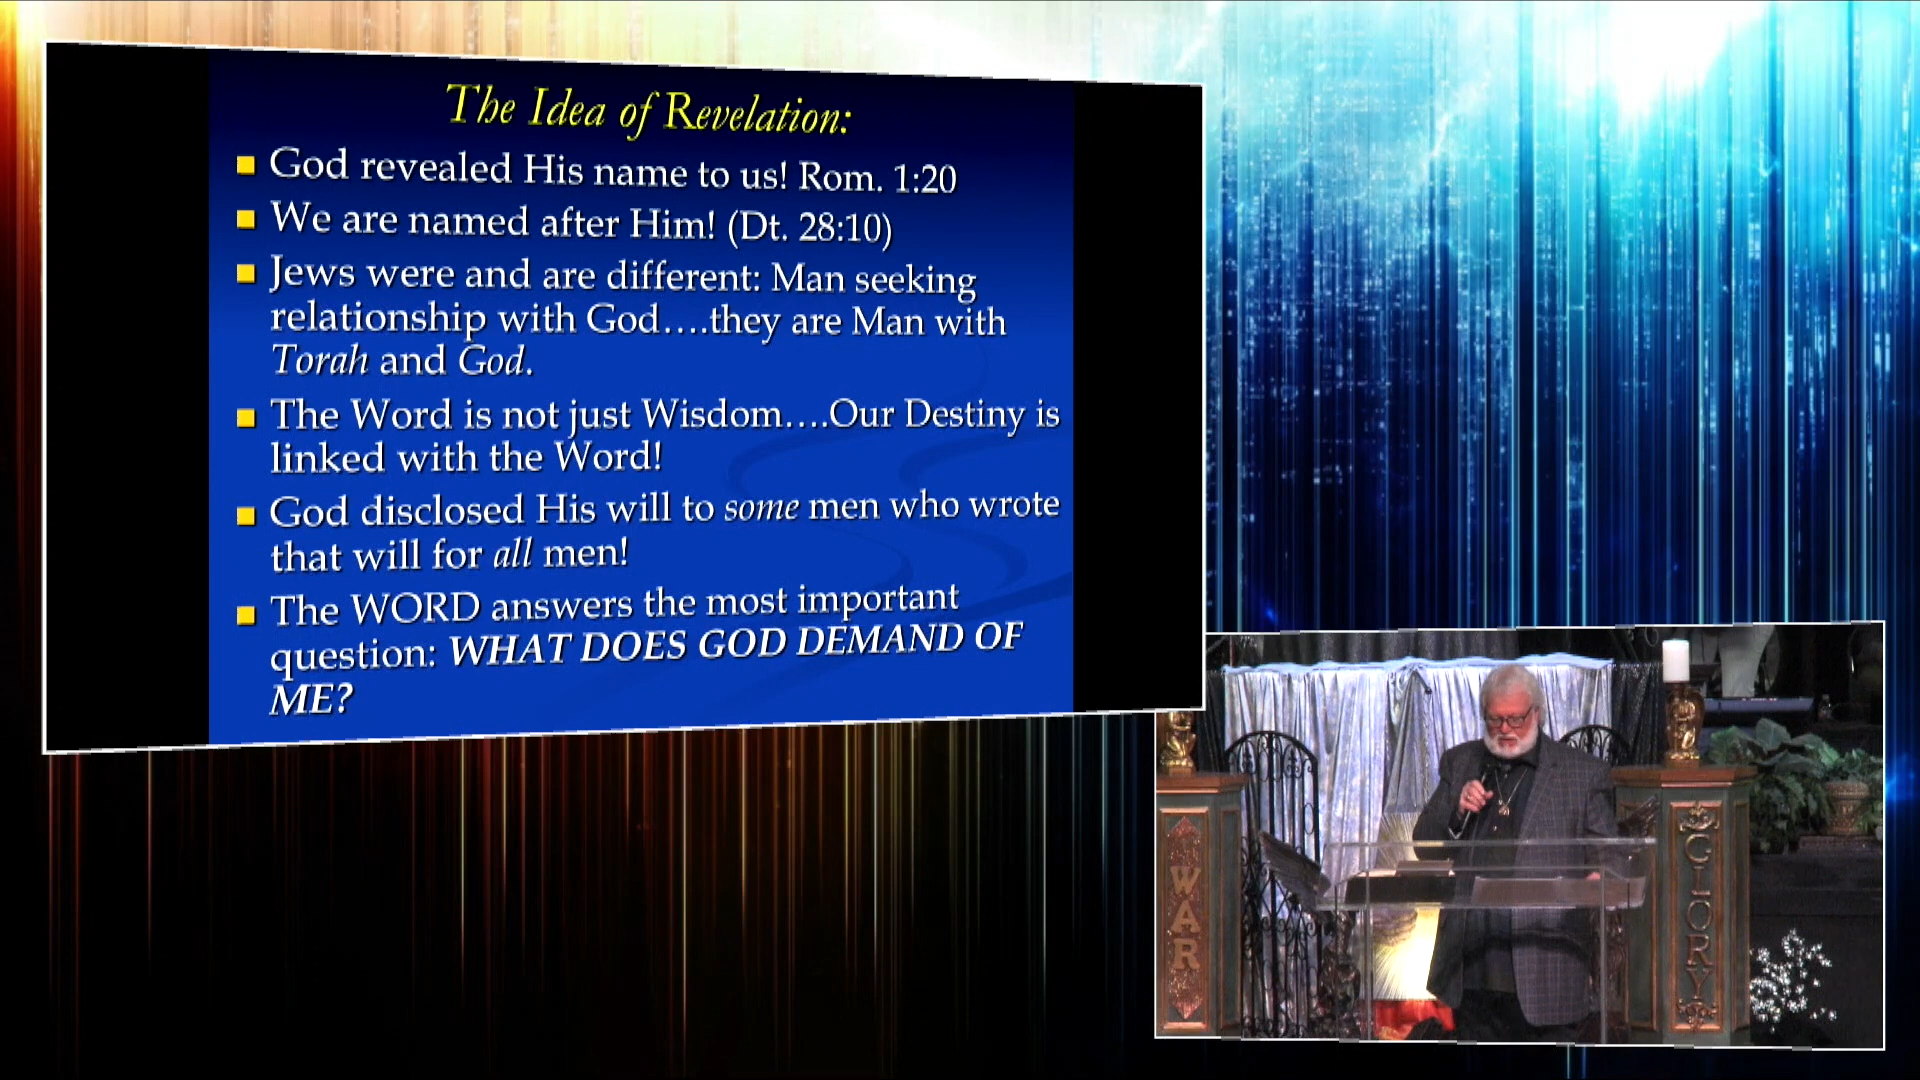 The Idea of Revelation:
God revealed His name to us! Rom. 1:20
We are named after Him! (Dt. 28:10)
Jews were and are different: Man seeking
relationship with God....they are Man with
Torah and God.
The Word is not just Wisdom....Our Destiny is
linked with the Word!
God disclosed His will to some men who wrote
that will for all men!
The WORD answers the most important
question: WHAT DOES GOD DEMAND OF
ME?
WAR
GLORY